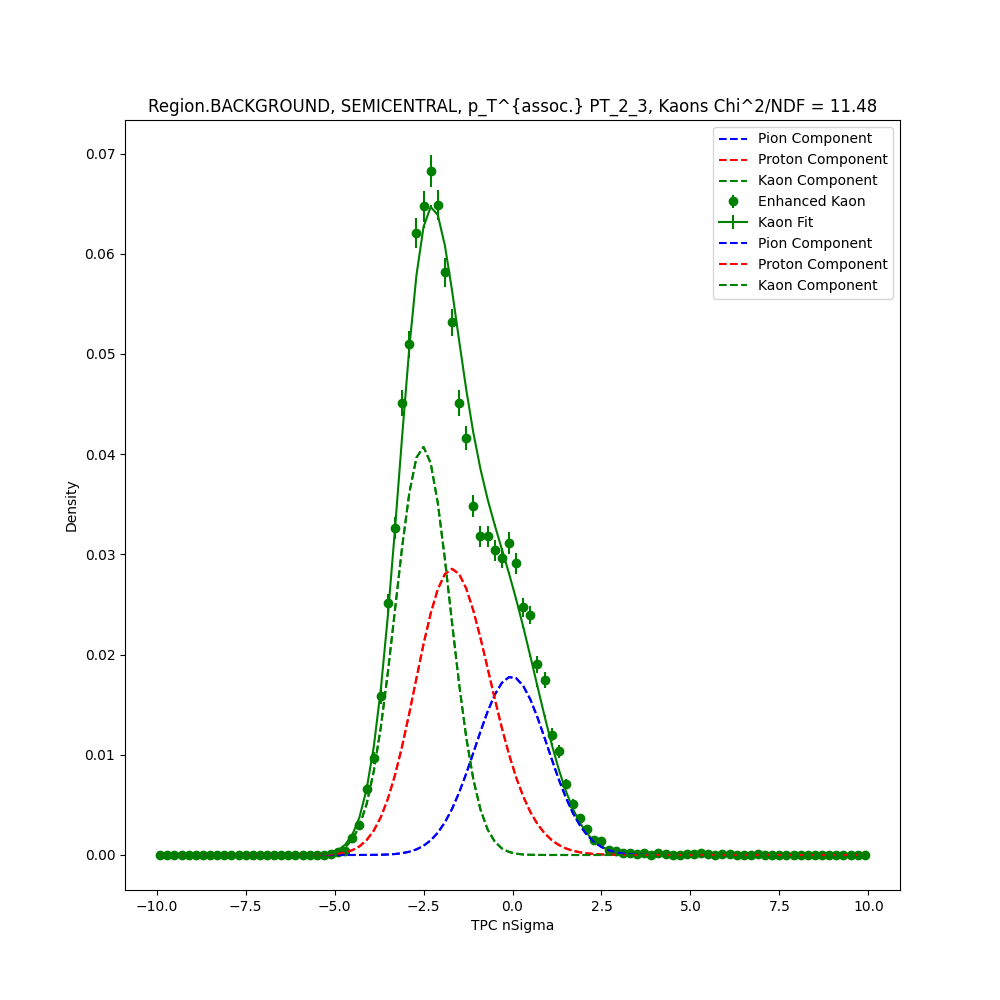 Region.BACKGROUND, SEMICENTRAL, p_T^{assoc.} PT_2_3, Kaons Chi^2/NDF = 11.48
Pion Component
Proton Component
Kaon Component
Enhanced Kaon
Kaon Fit
Pion Component
Proton Component
Kaon Component
0.07
0.06
0.05
0.04
0.03
0.02
0.01
0.00
Density
−10.0
−7.5
−5.0
−2.5
0.0
2.5
5.0
7.5
10.0
TPC nSigma